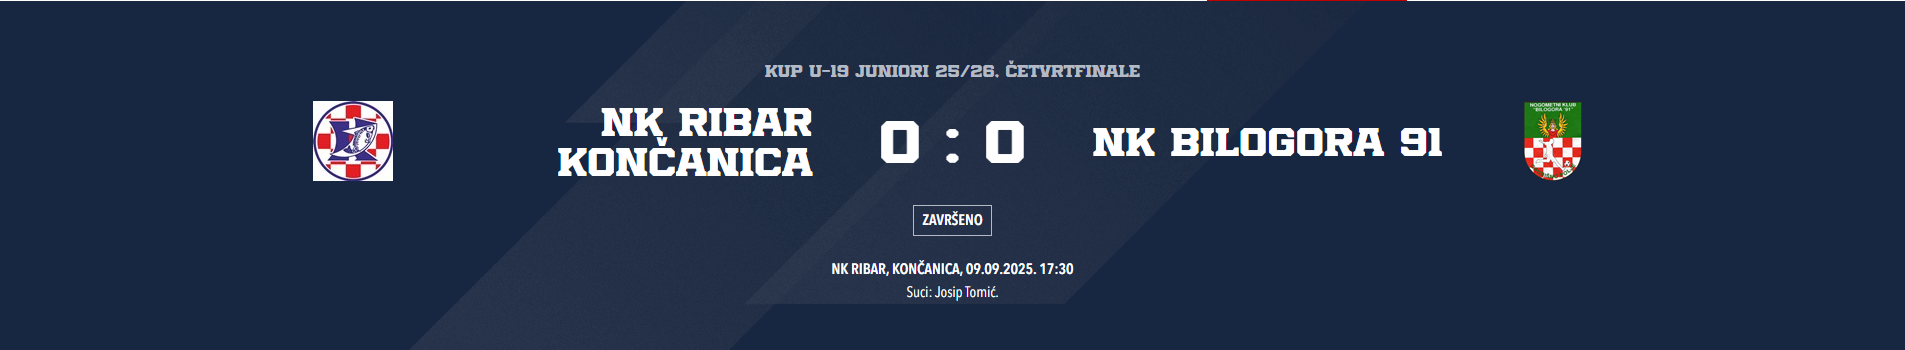 KUP U-19 JUNIORI 25/26, ČETVRTFINALE
NK RIBAR
KONČANICA
0 : 0
NK BILOGORA 91
NOGOMETNI KLUB
"BILOGORA '91"
ZAVRŠENO
NK RIBAR, KONČANICA, 09.09.2025. 17:30
Suci: Josip Tomić.